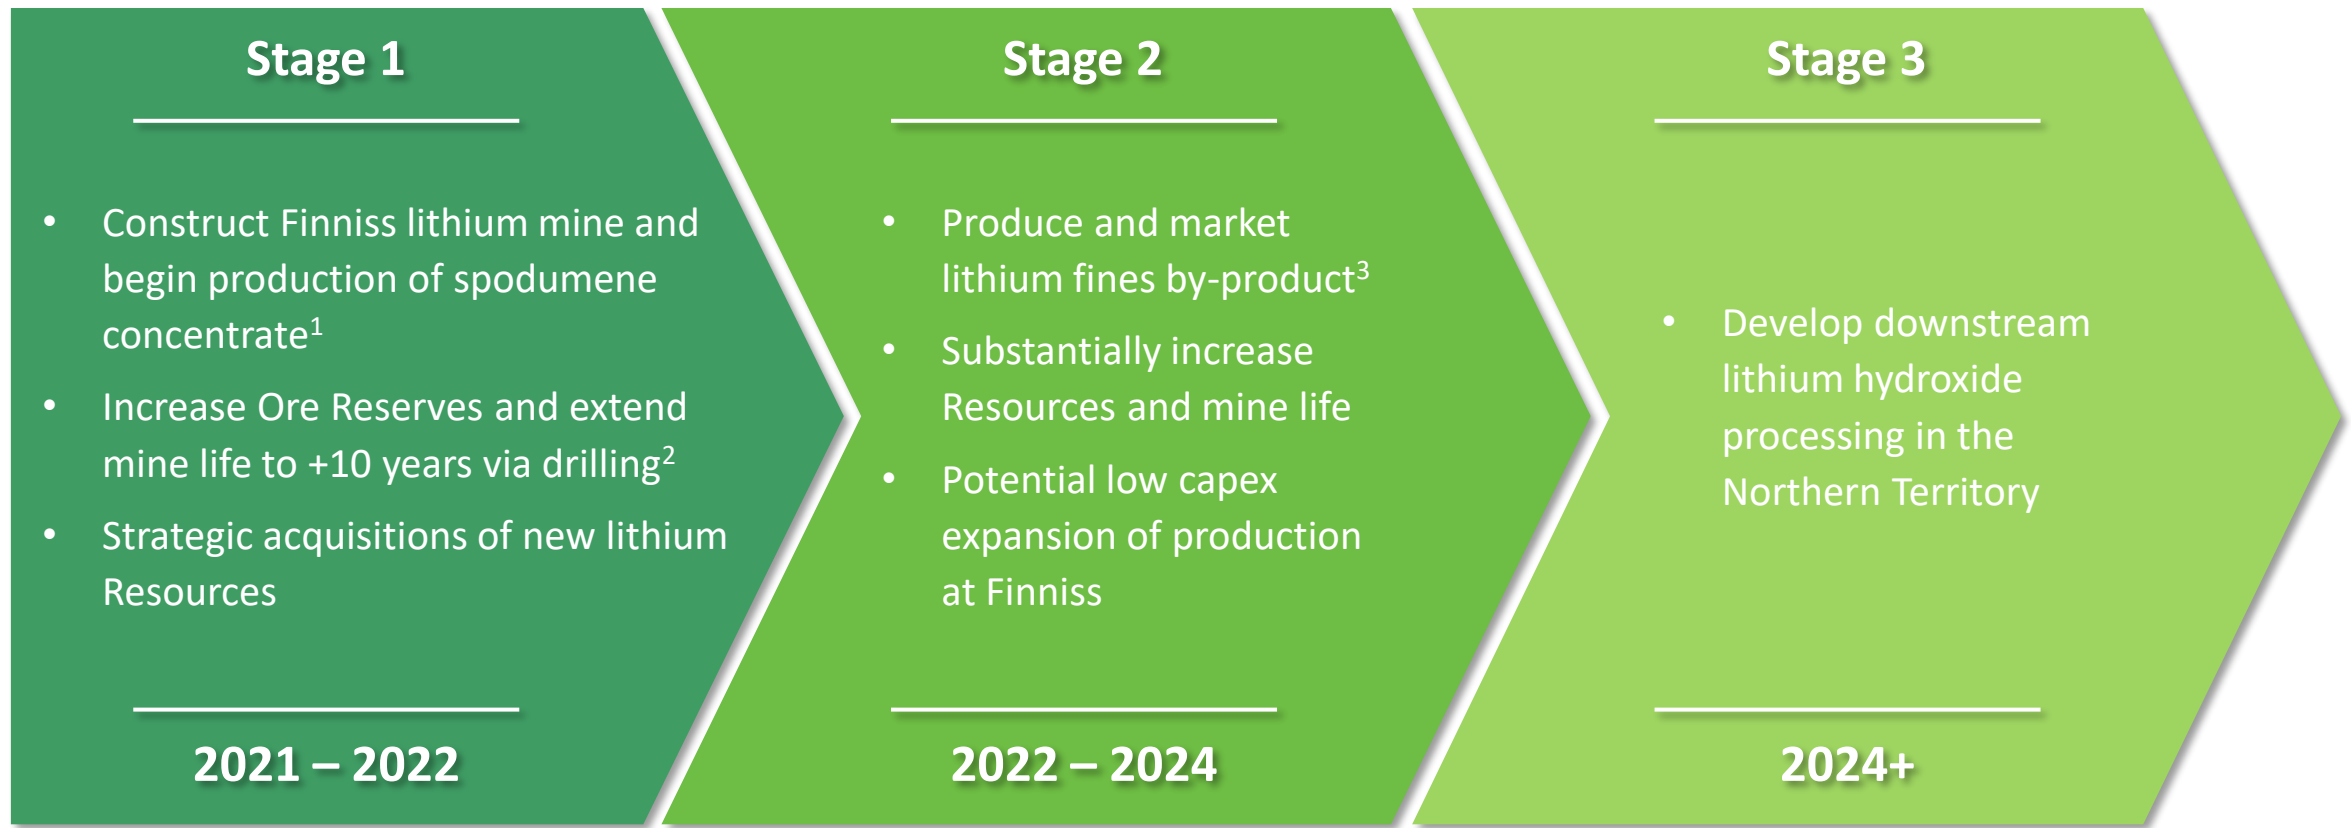 Stage 1
• Construct Finniss lithium mine and
begin production of spodumene
concentrate¹
• Increase Ore Reserves and extend
mine life to +10 years via drilling²
• Strategic acquisitions of new lithium
Resources
2021 – 2022
Stage 2
• Produce and market
lithium fines by-product³
• Substantially increase
Resources and mine life
• Potential low capex
expansion of production
at Finniss
2022 – 2024
Stage 3
• Develop downstream
lithium hydroxide
processing in the
Northern Territory
2024+